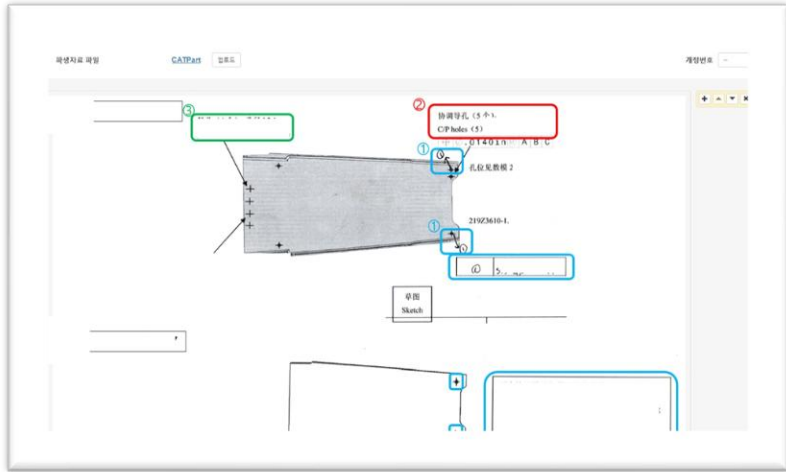 파생자료 파일 CATPart 업로드 개정번호 --
③
②
协调导孔（5 个）.
C/P holes（5）
.0140in A B C
①
孔位见数模 2
①
219Z3610-1.
草图
Sketch